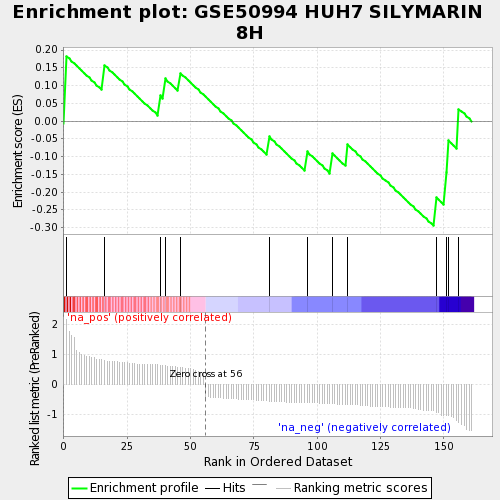 Enrichment plot: GSE50994 HUH7 SILYMARIN
8H
Enrichment score (ES)
0.20
0.15
0.10
0.05
0.00
-0.05
-0.10
-0.15
-0.20
-0.25
-0.30
'na_pos' (positively correlated)
Ranked list metric (PreRanked)
2
1
0
-1
Zero cross at 56
'na_neg' (negatively correlated)
0
25
50
75
100
125
150
Rank in Ordered Dataset
Enrichment profile
Hits
Ranking metric scores